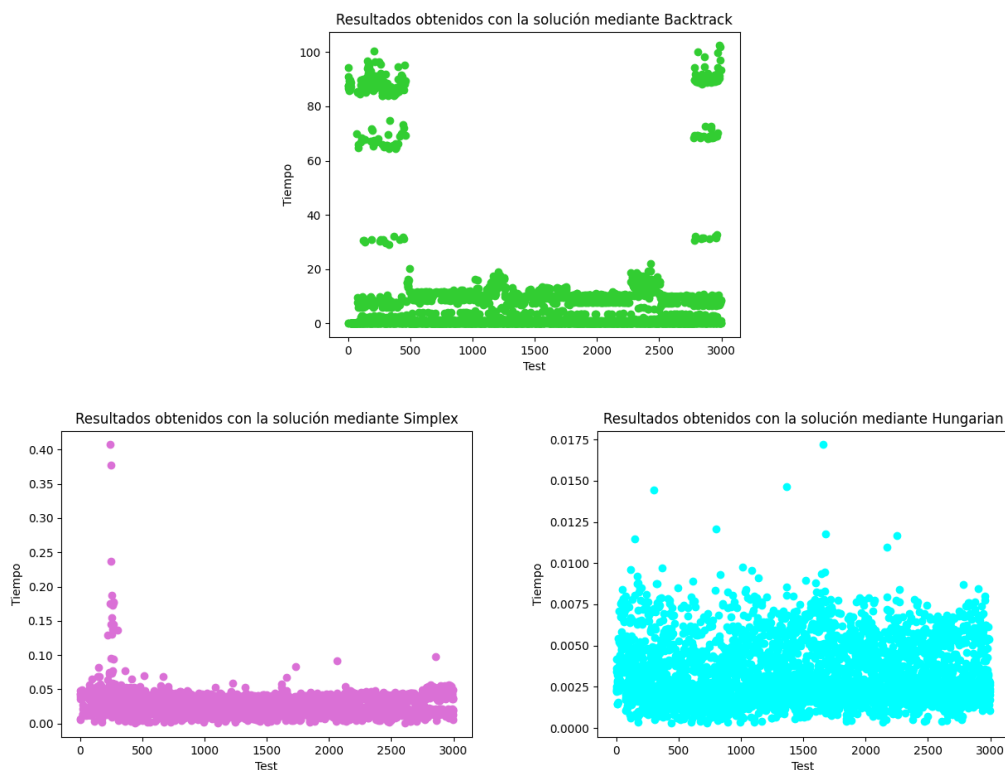 Resultados obtenidos con la solución mediante Backtrack
100
80
60
40
20
0
Tiempo
0 500 1000 1500 2000 2500 3000
Test
Resultados obtenidos con la solución mediante Simplex
0.40
0.35
0.30
0.25
0.20
0.15
0.10
0.05
0.00
Tiempo
0 500 1000 1500 2000 2500 3000
Test
Resultados obtenidos con la solución mediante Hungarian
0.0175
0.0150
0.0125
0.0100
0.0075
0.0050
0.0025
0.0000
Tiempo
0 500 1000 1500 2000 2500 3000
Test